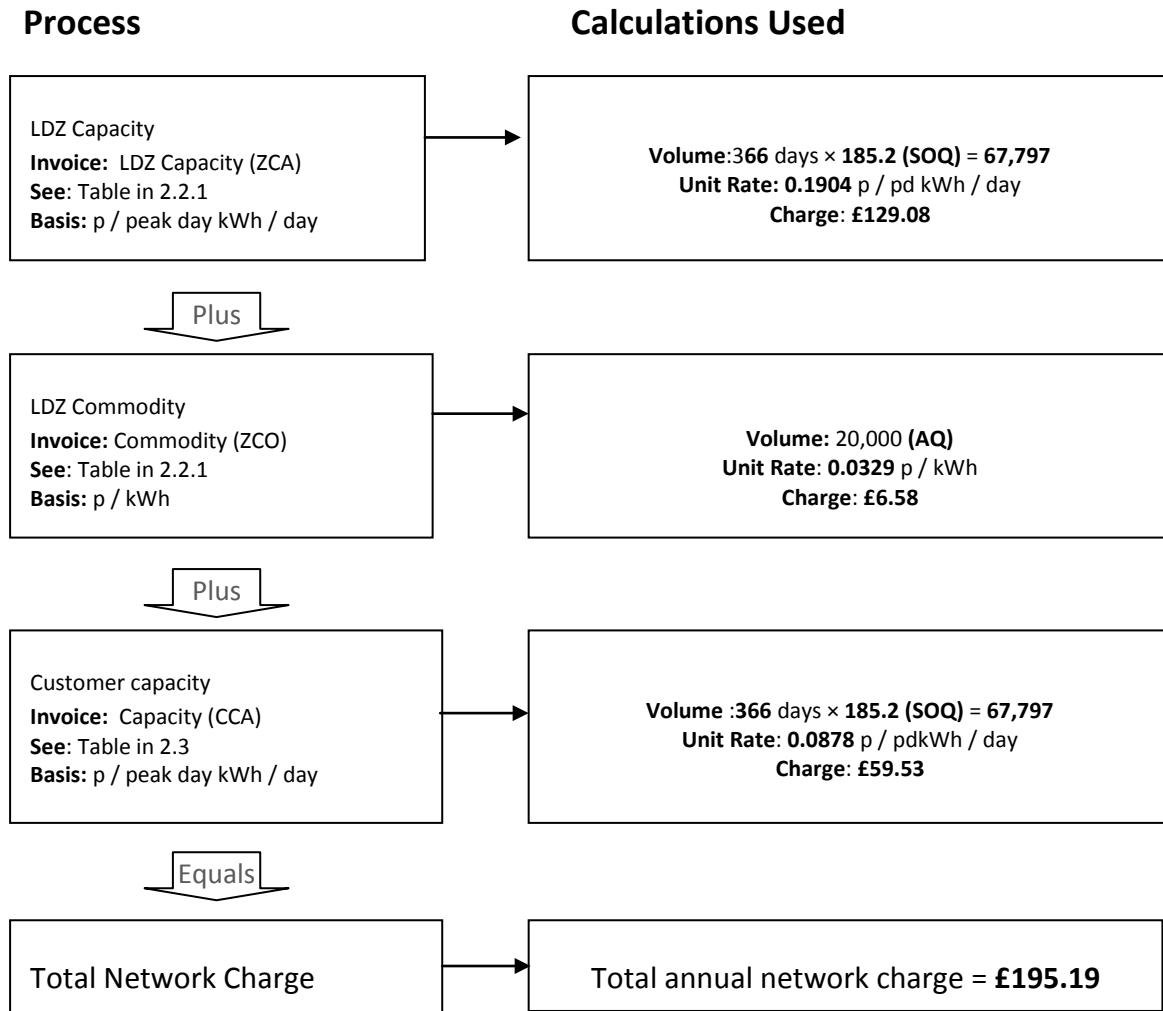 Process
Calculations Used
LDZ Capacity
Invoice: LDZ Capacity (ZCA)
See: Table in 2.2.1
Basis: p / peak day kWh / day
Volume:366 days × 185.2 (SOQ) = 67,797
Unit Rate: 0.1904 p / pd kWh / day
Charge: £129.08
Plus
LDZ Commodity
Invoice: Commodity (ZCO)
See: Table in 2.2.1
Basis: p / kWh
Volume: 20,000 (AQ)
Unit Rate: 0.0329 p / kWh
Charge: £6.58
Plus
Customer capacity
Invoice: Capacity (CCA)
See: Table in 2.3
Basis: p / peak day kWh / day
Volume :366 days × 185.2 (SOQ) = 67,797
Unit Rate: 0.0878 p / pdkWh / day
Charge: £59.53
Equals
Total Network Charge
Total annual network charge = £195.19